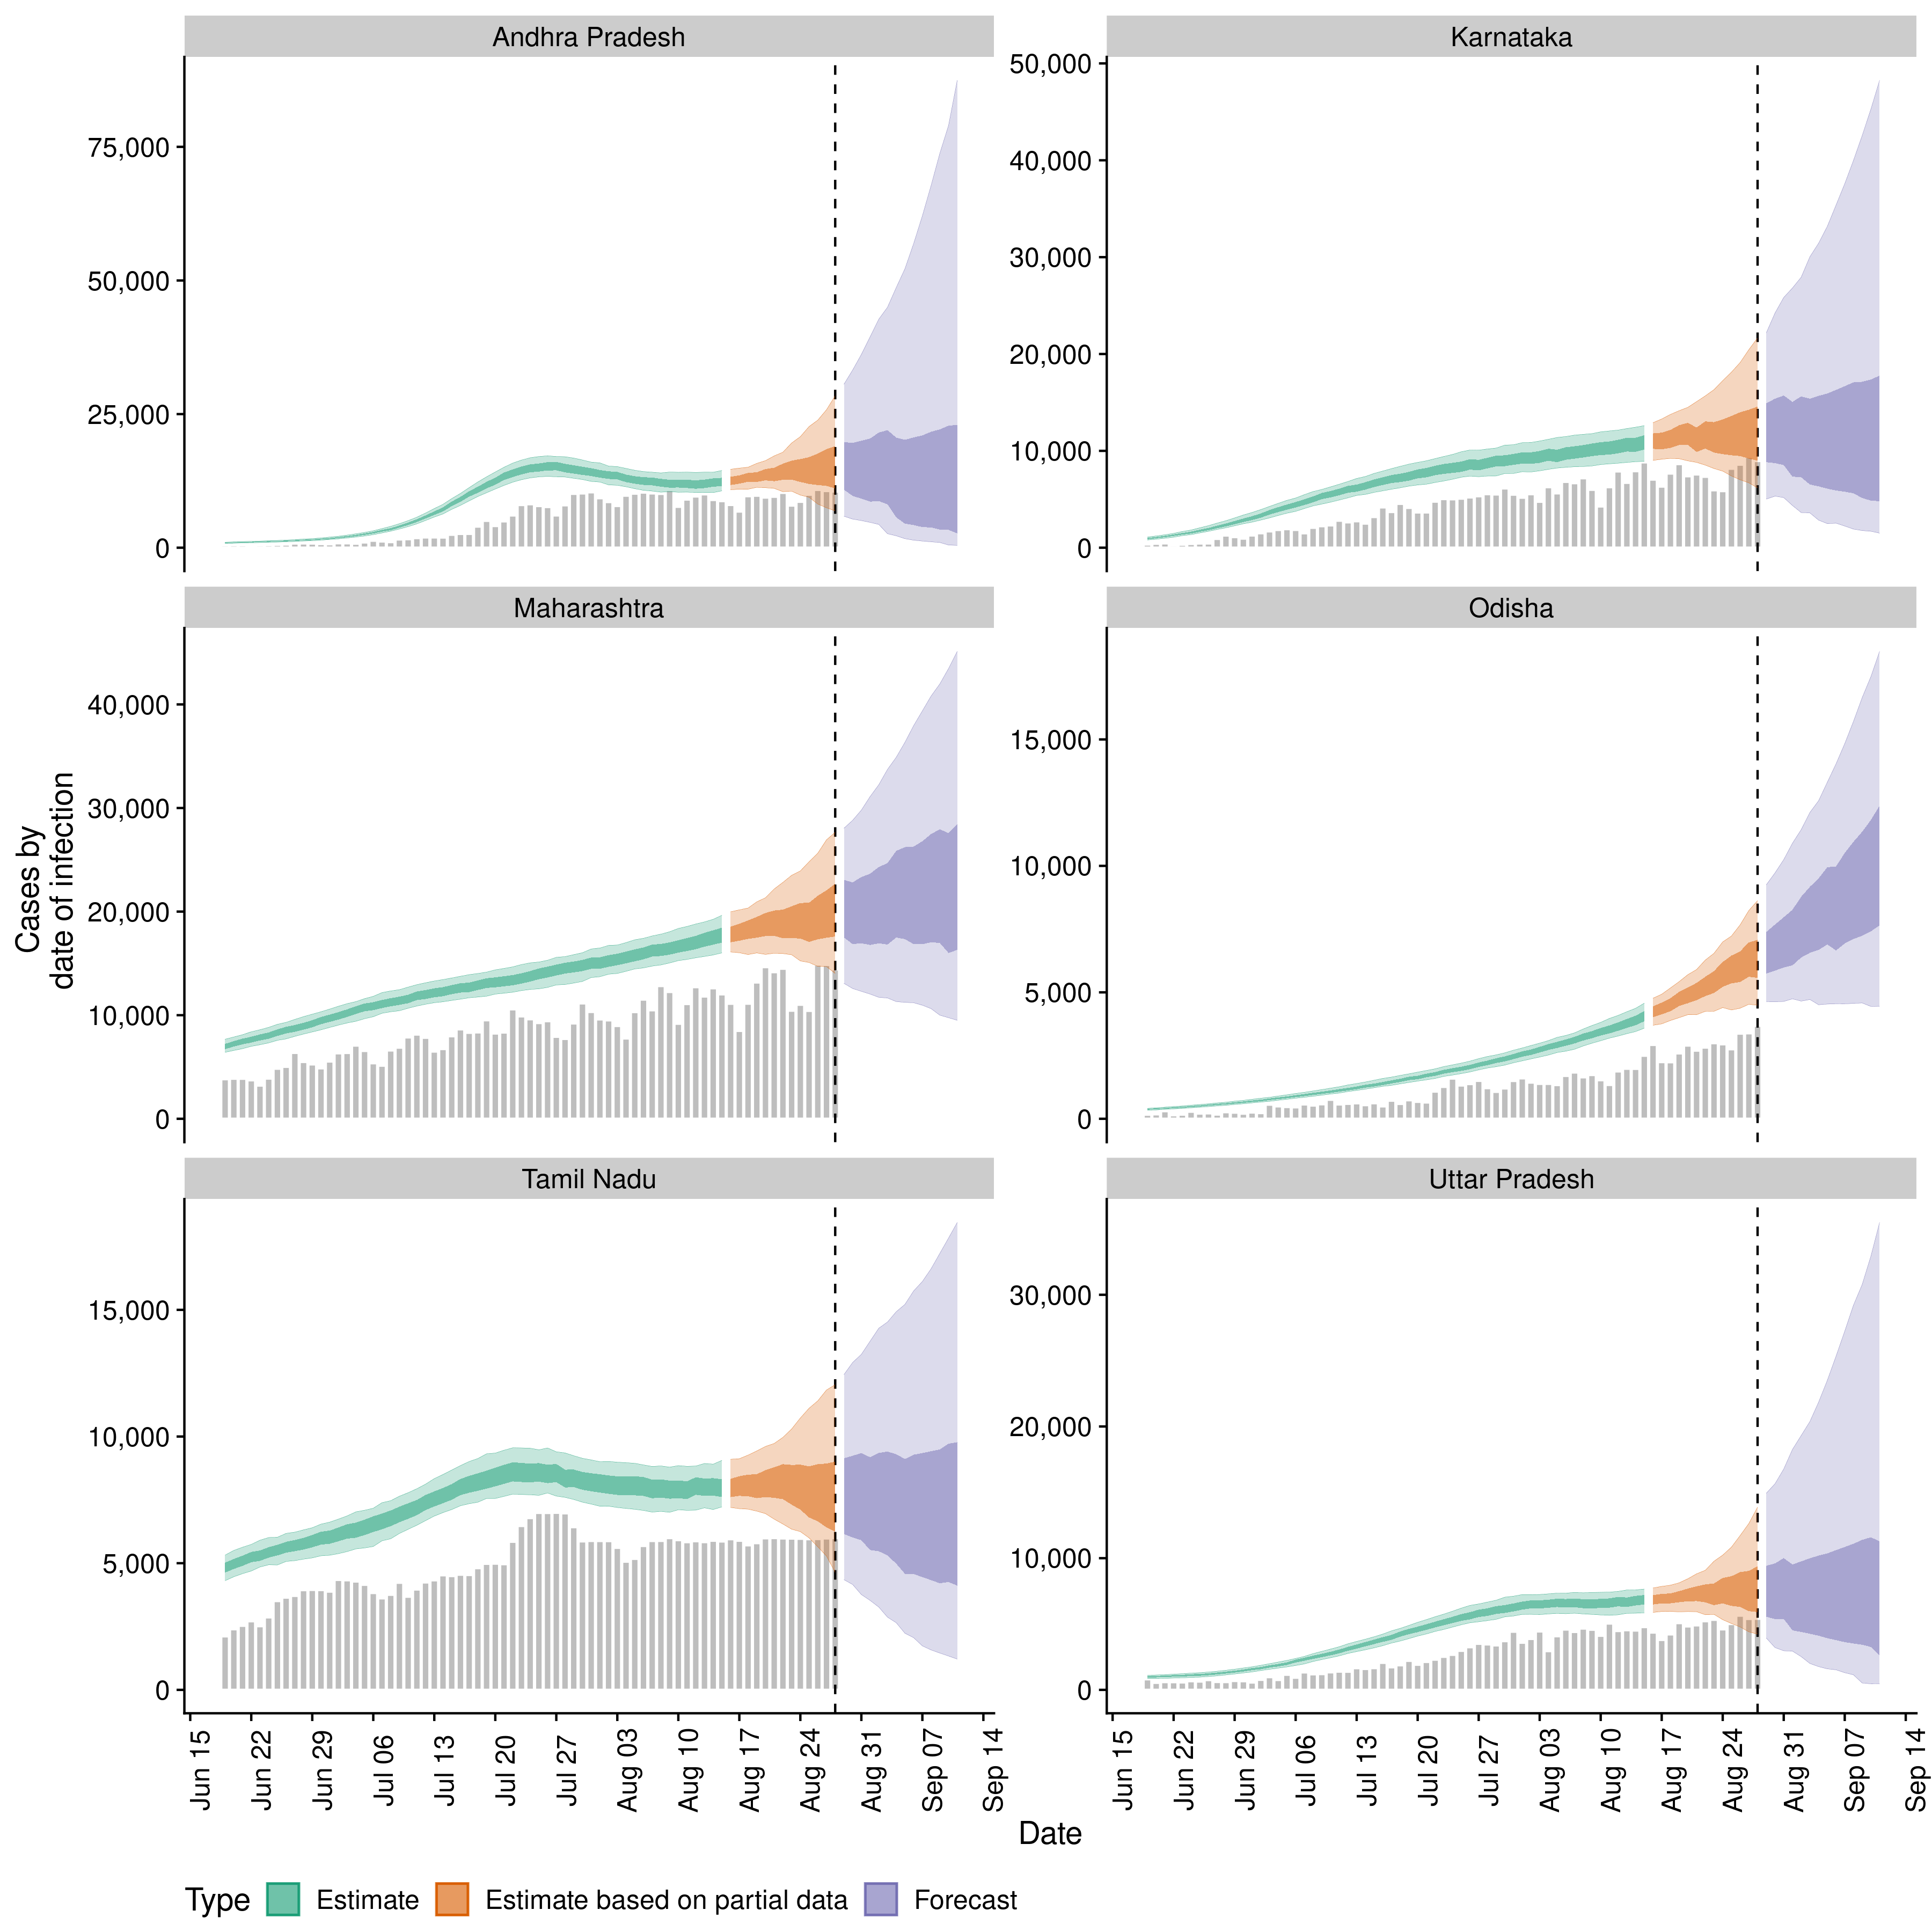 Andhra Pradesh
Karnataka
75,000
50,000
25,000
0
50,000
40,000
30,000
20,000
10,000
0
Maharashtra
Odisha
40,000
30,000
20,000
10,000
0
15,000
10,000
5,000
0
Cases by
date of infection
Tamil Nadu
Uttar Pradesh
15,000
10,000
5,000
0
30,000
20,000
10,000
0
Jun 15
Jun 22
Jun 29
Jul 06
Jul 13
Jul 20
Jul 27
Aug 03
Aug 10
Aug 17
Aug 24
Aug 31
Sep 07
Sep 14
Jun 15
Jun 22
Jun 29
Jul 06
Jul 13
Jul 20
Jul 27
Aug 03
Aug 10
Aug 17
Aug 24
Aug 31
Sep 07
Sep 14
Date
Type Estimate Estimate based on partial data Forecast